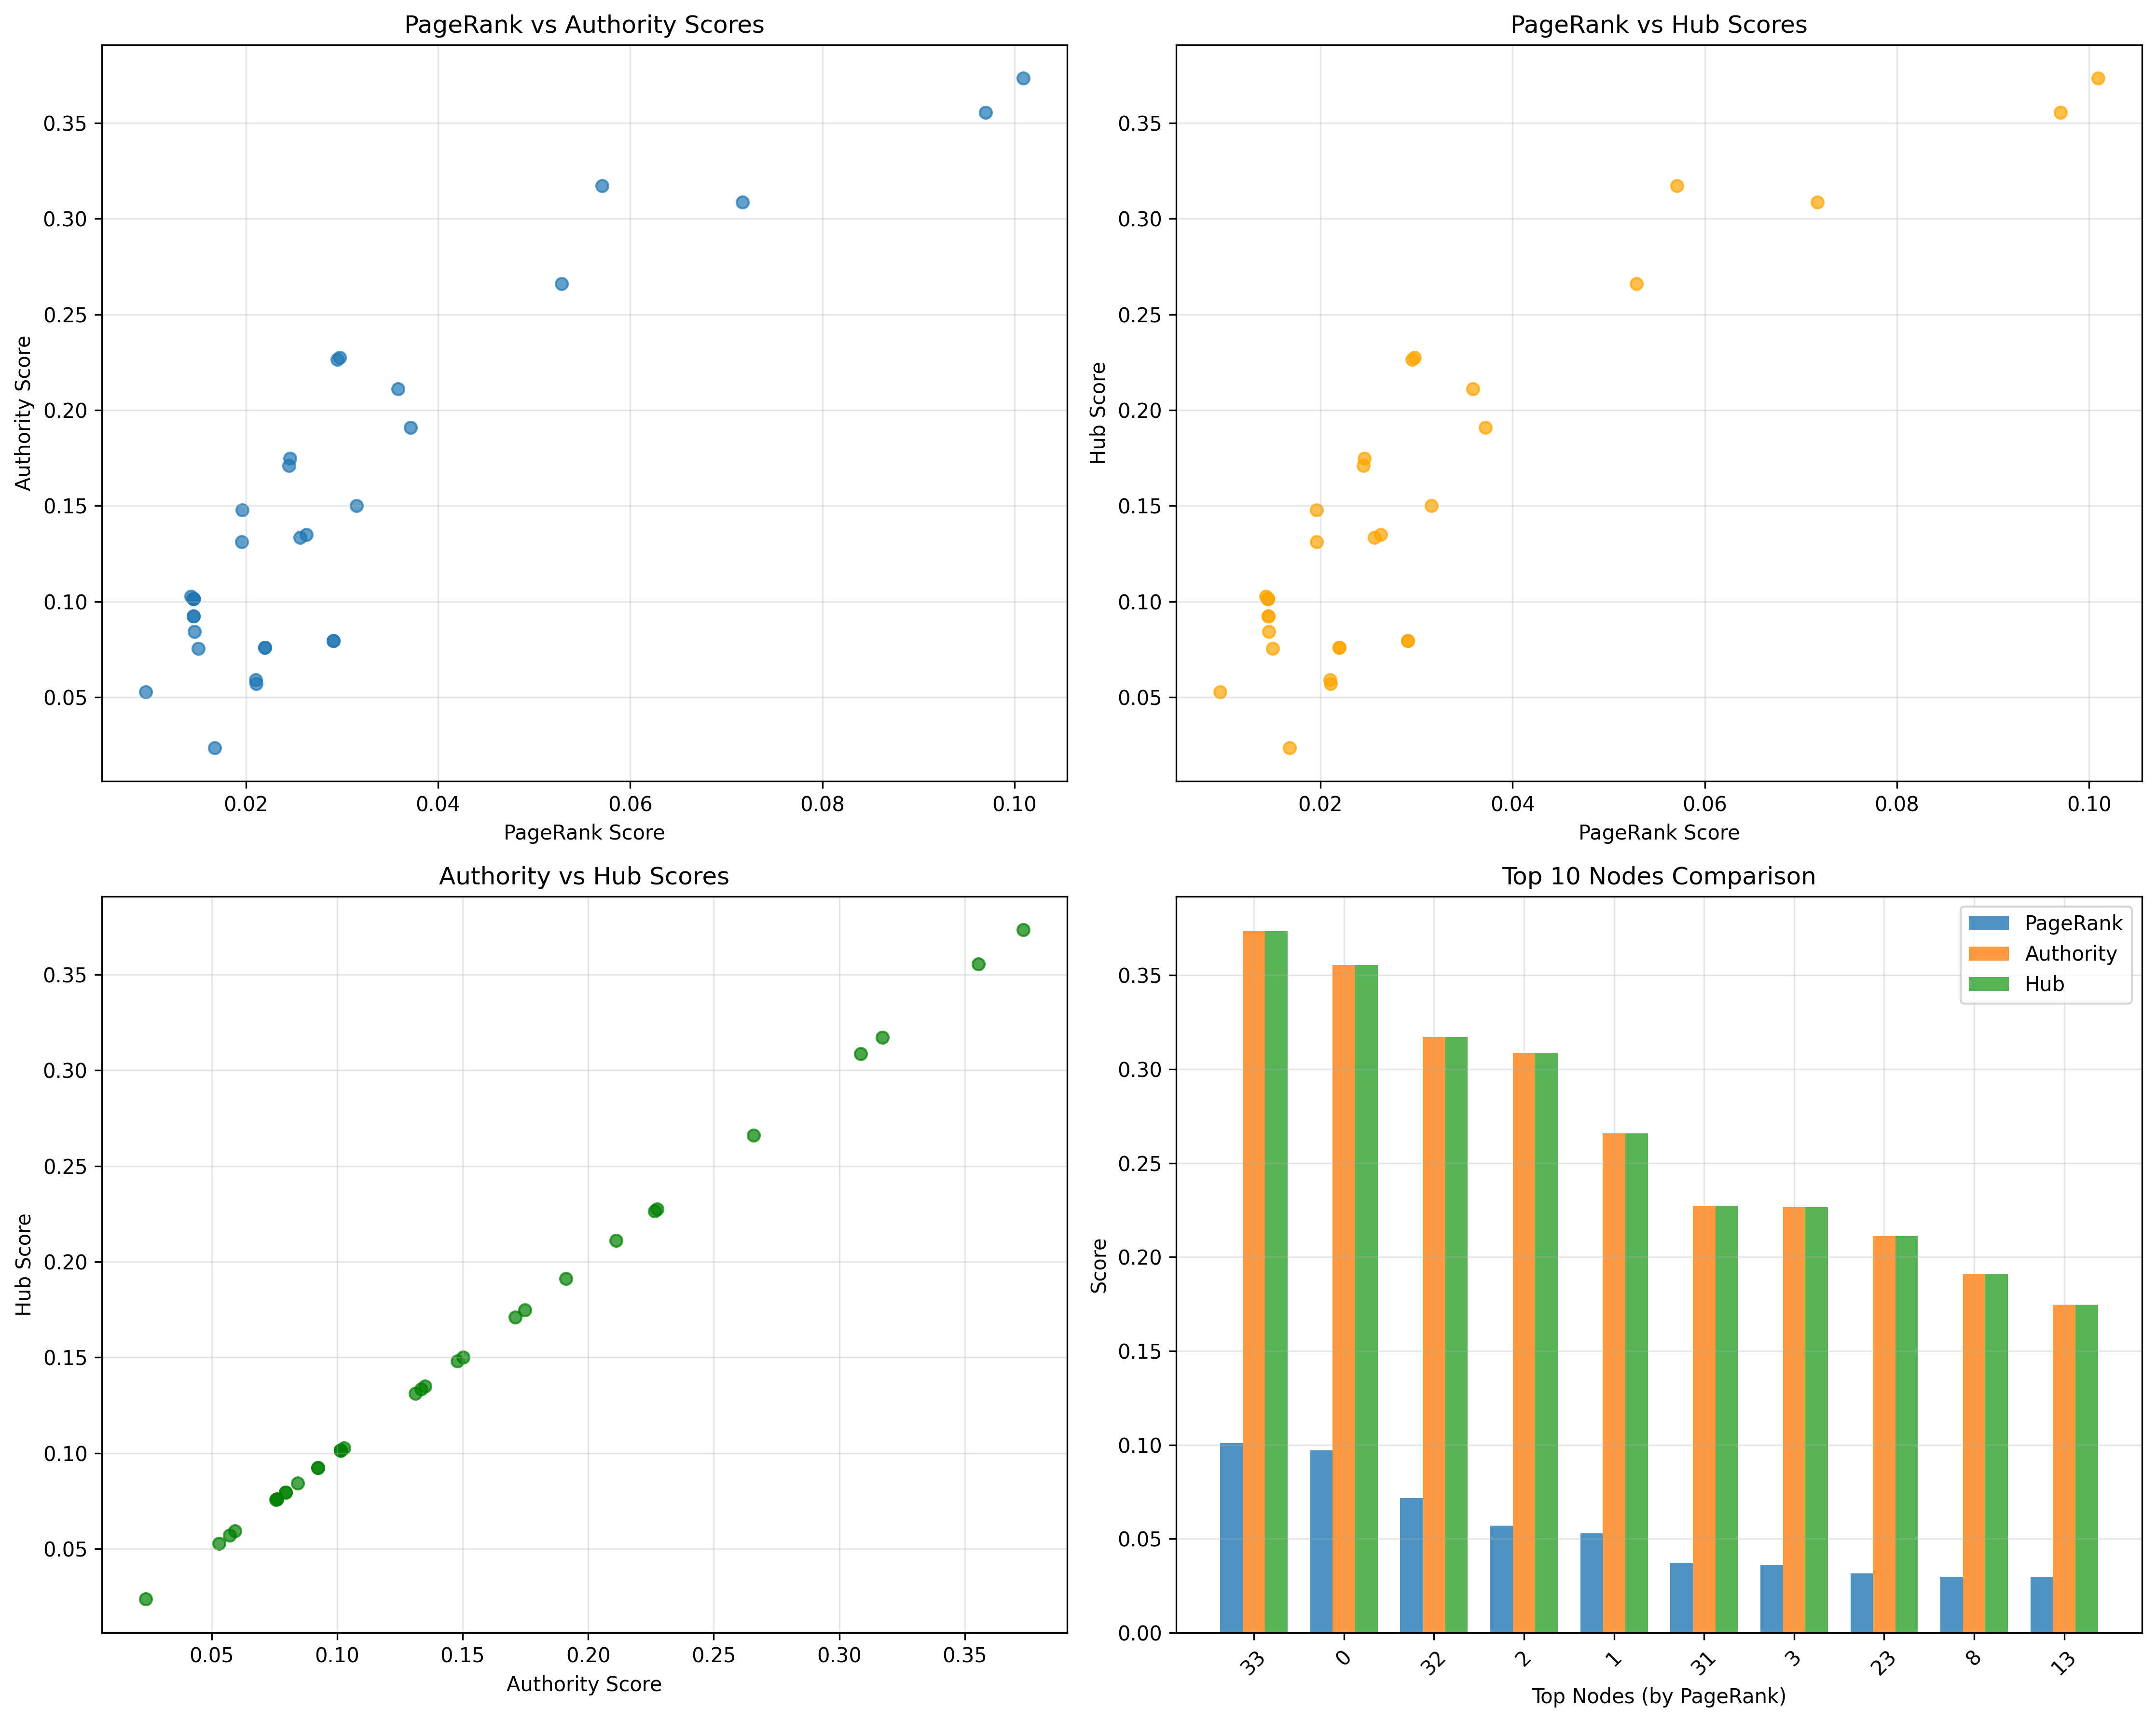 PageRank vs Authority Scores
Authority Score
0.35
0.30
0.25
0.20
0.15
0.10
0.05
0.02 0.04 0.06 0.08 0.10
PageRank Score
PageRank vs Hub Scores
Hub Score
0.35
0.30
0.25
0.20
0.15
0.10
0.05
0.02 0.04 0.06 0.08 0.10
PageRank Score
Authority vs Hub Scores
Hub Score
0.35
0.30
0.25
0.20
0.15
0.10
0.05
0.05 0.10 0.15 0.20 0.25 0.30 0.35
Authority Score
Top 10 Nodes Comparison
PageRank
Authority
Hub
Score
0.35
0.30
0.25
0.20
0.15
0.10
0.05
0.00
33 0 32 2 1 31 3 23 8 13
Top Nodes (by PageRank)